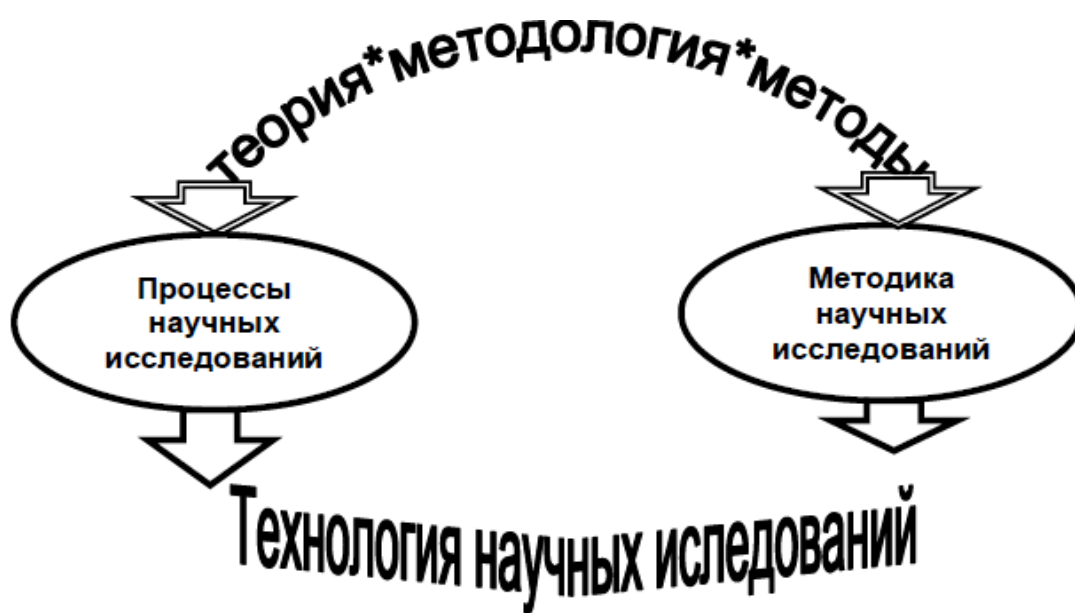 теория*методология*методы
Процессы
научных
исследований
Методика
научных
исследований
Технология научных иследований